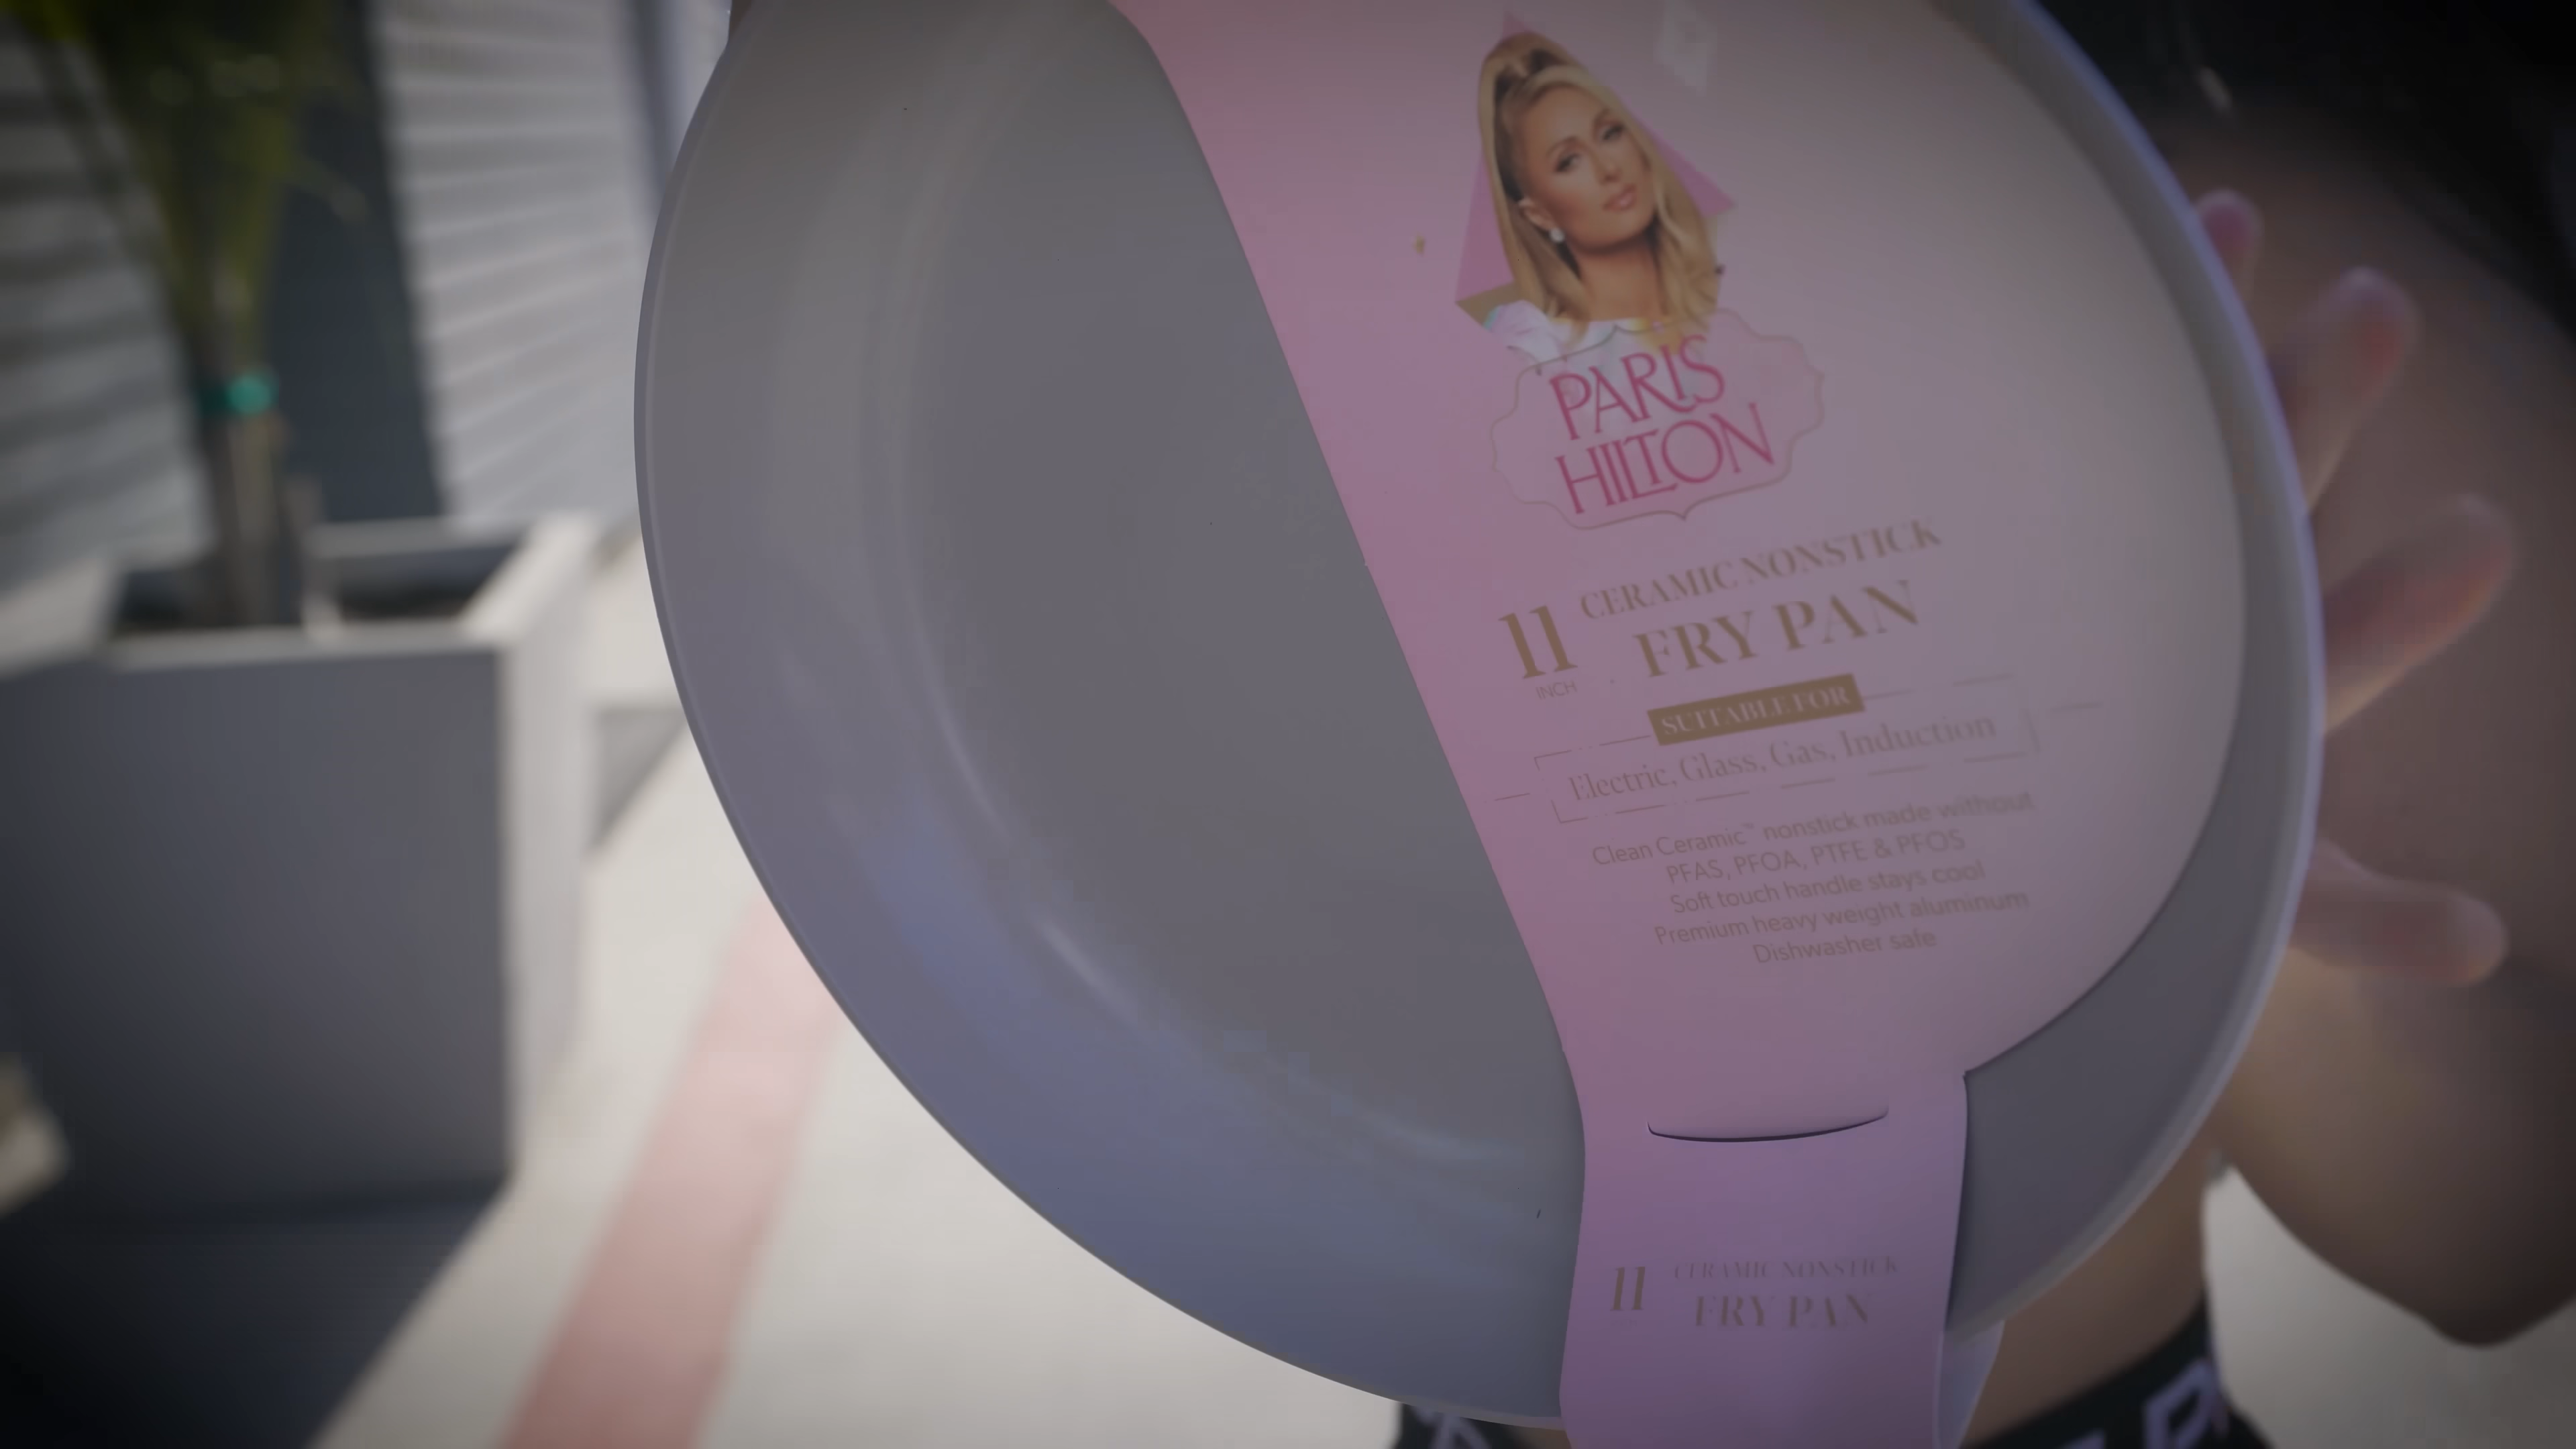 PARIS
HILTON
CERAMIC NONSTICK
11 FRY PAN
INCH
SUITABLE FOR
Electric, Glass, Gas, Induction
Clean Ceramic™ nonstick made without
PFAS, PFOA, PTFE & PFOS
Soft touch handle stays cool
Premium heavy weight aluminum
Dishwasher safe
CERAMIC NONSTICK
11 FRY PAN